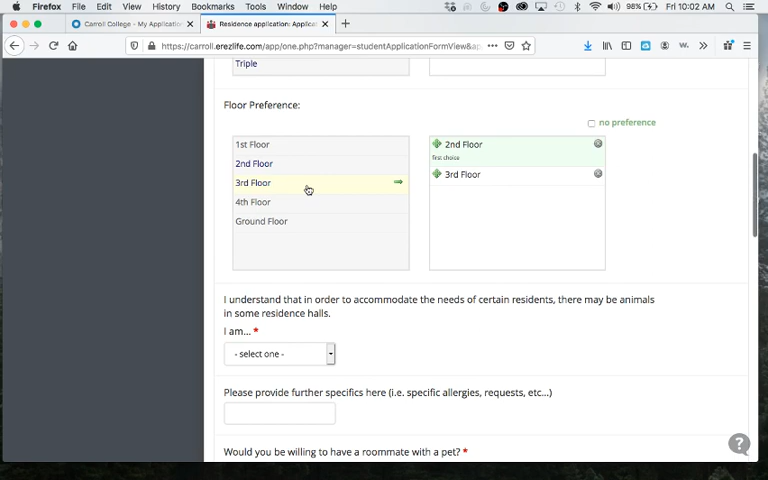 Firefox File Edit View History Bookmarks Tools Window Help 98% Fri 10:02 AM
Carroll College - My Application Residence application: Applica
https://carroll.erezlife.com/app/one.php?manager=studentApplicationFormView&ap
Triple
Floor Preference:
no preference
1st Floor
2nd Floor
3rd Floor
4th Floor
Ground Floor
2nd Floor
first choice
3rd Floor
I understand that in order to accommodate the needs of certain residents, there may be animals
in some residence halls.
I am... *
- select one -
Please provide further specifics here (i.e. specific allergies, requests, etc...)
?
Would you be willing to have a roommate with a pet? *